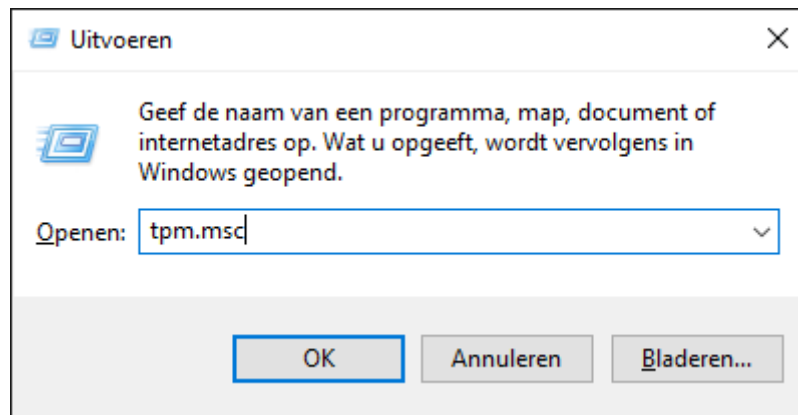 Uitvoeren
Geef de naam van een programma, map, document of
internetadres op. Wat u opgeeft, wordt vervolgens in
Windows geopend.
Openen: tpm.msc
OK Annuleren Bladeren...